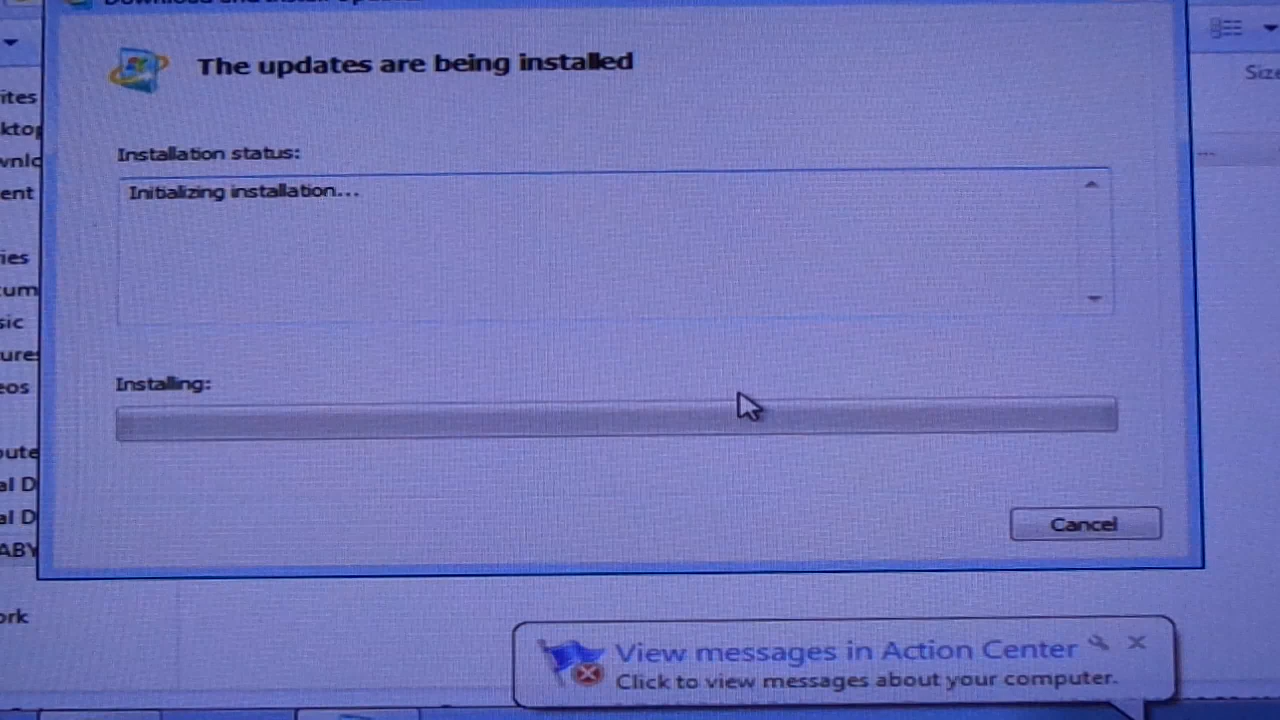 The updates are being installed
Size
Installation status:
Initializing installation...
Installing:
Cancel
View messages in Action Center
Click to view messages about your computer.